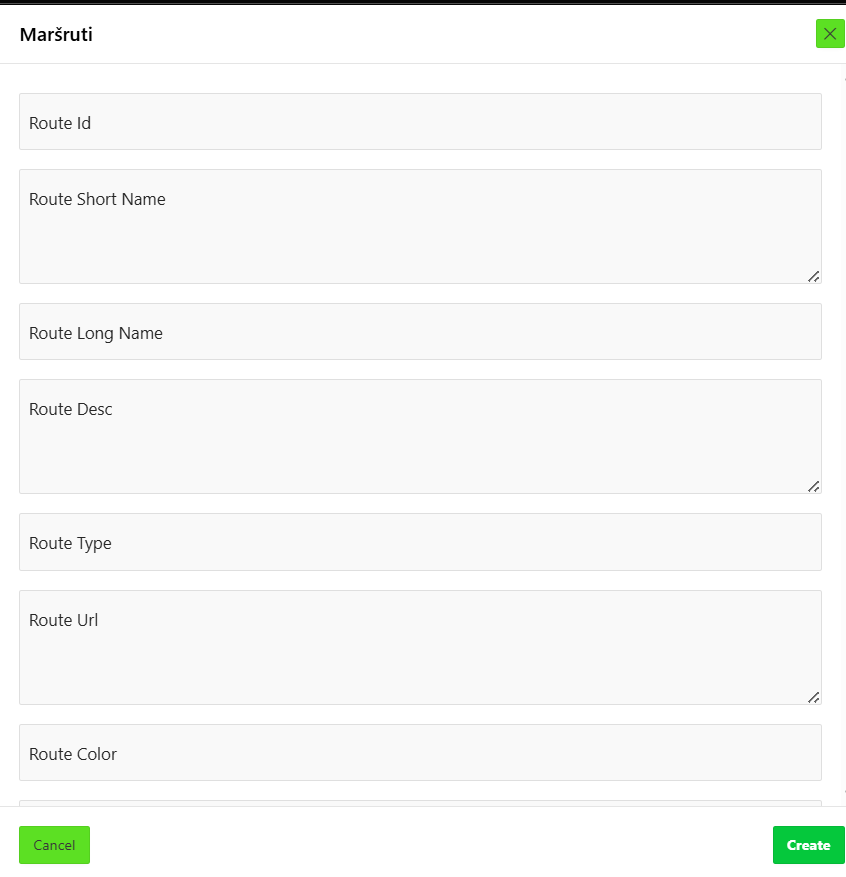 Maršruti
Route Id
Route Short Name
Route Long Name
Route Desc
Route Type
Route Url
Route Color
Cancel
Create